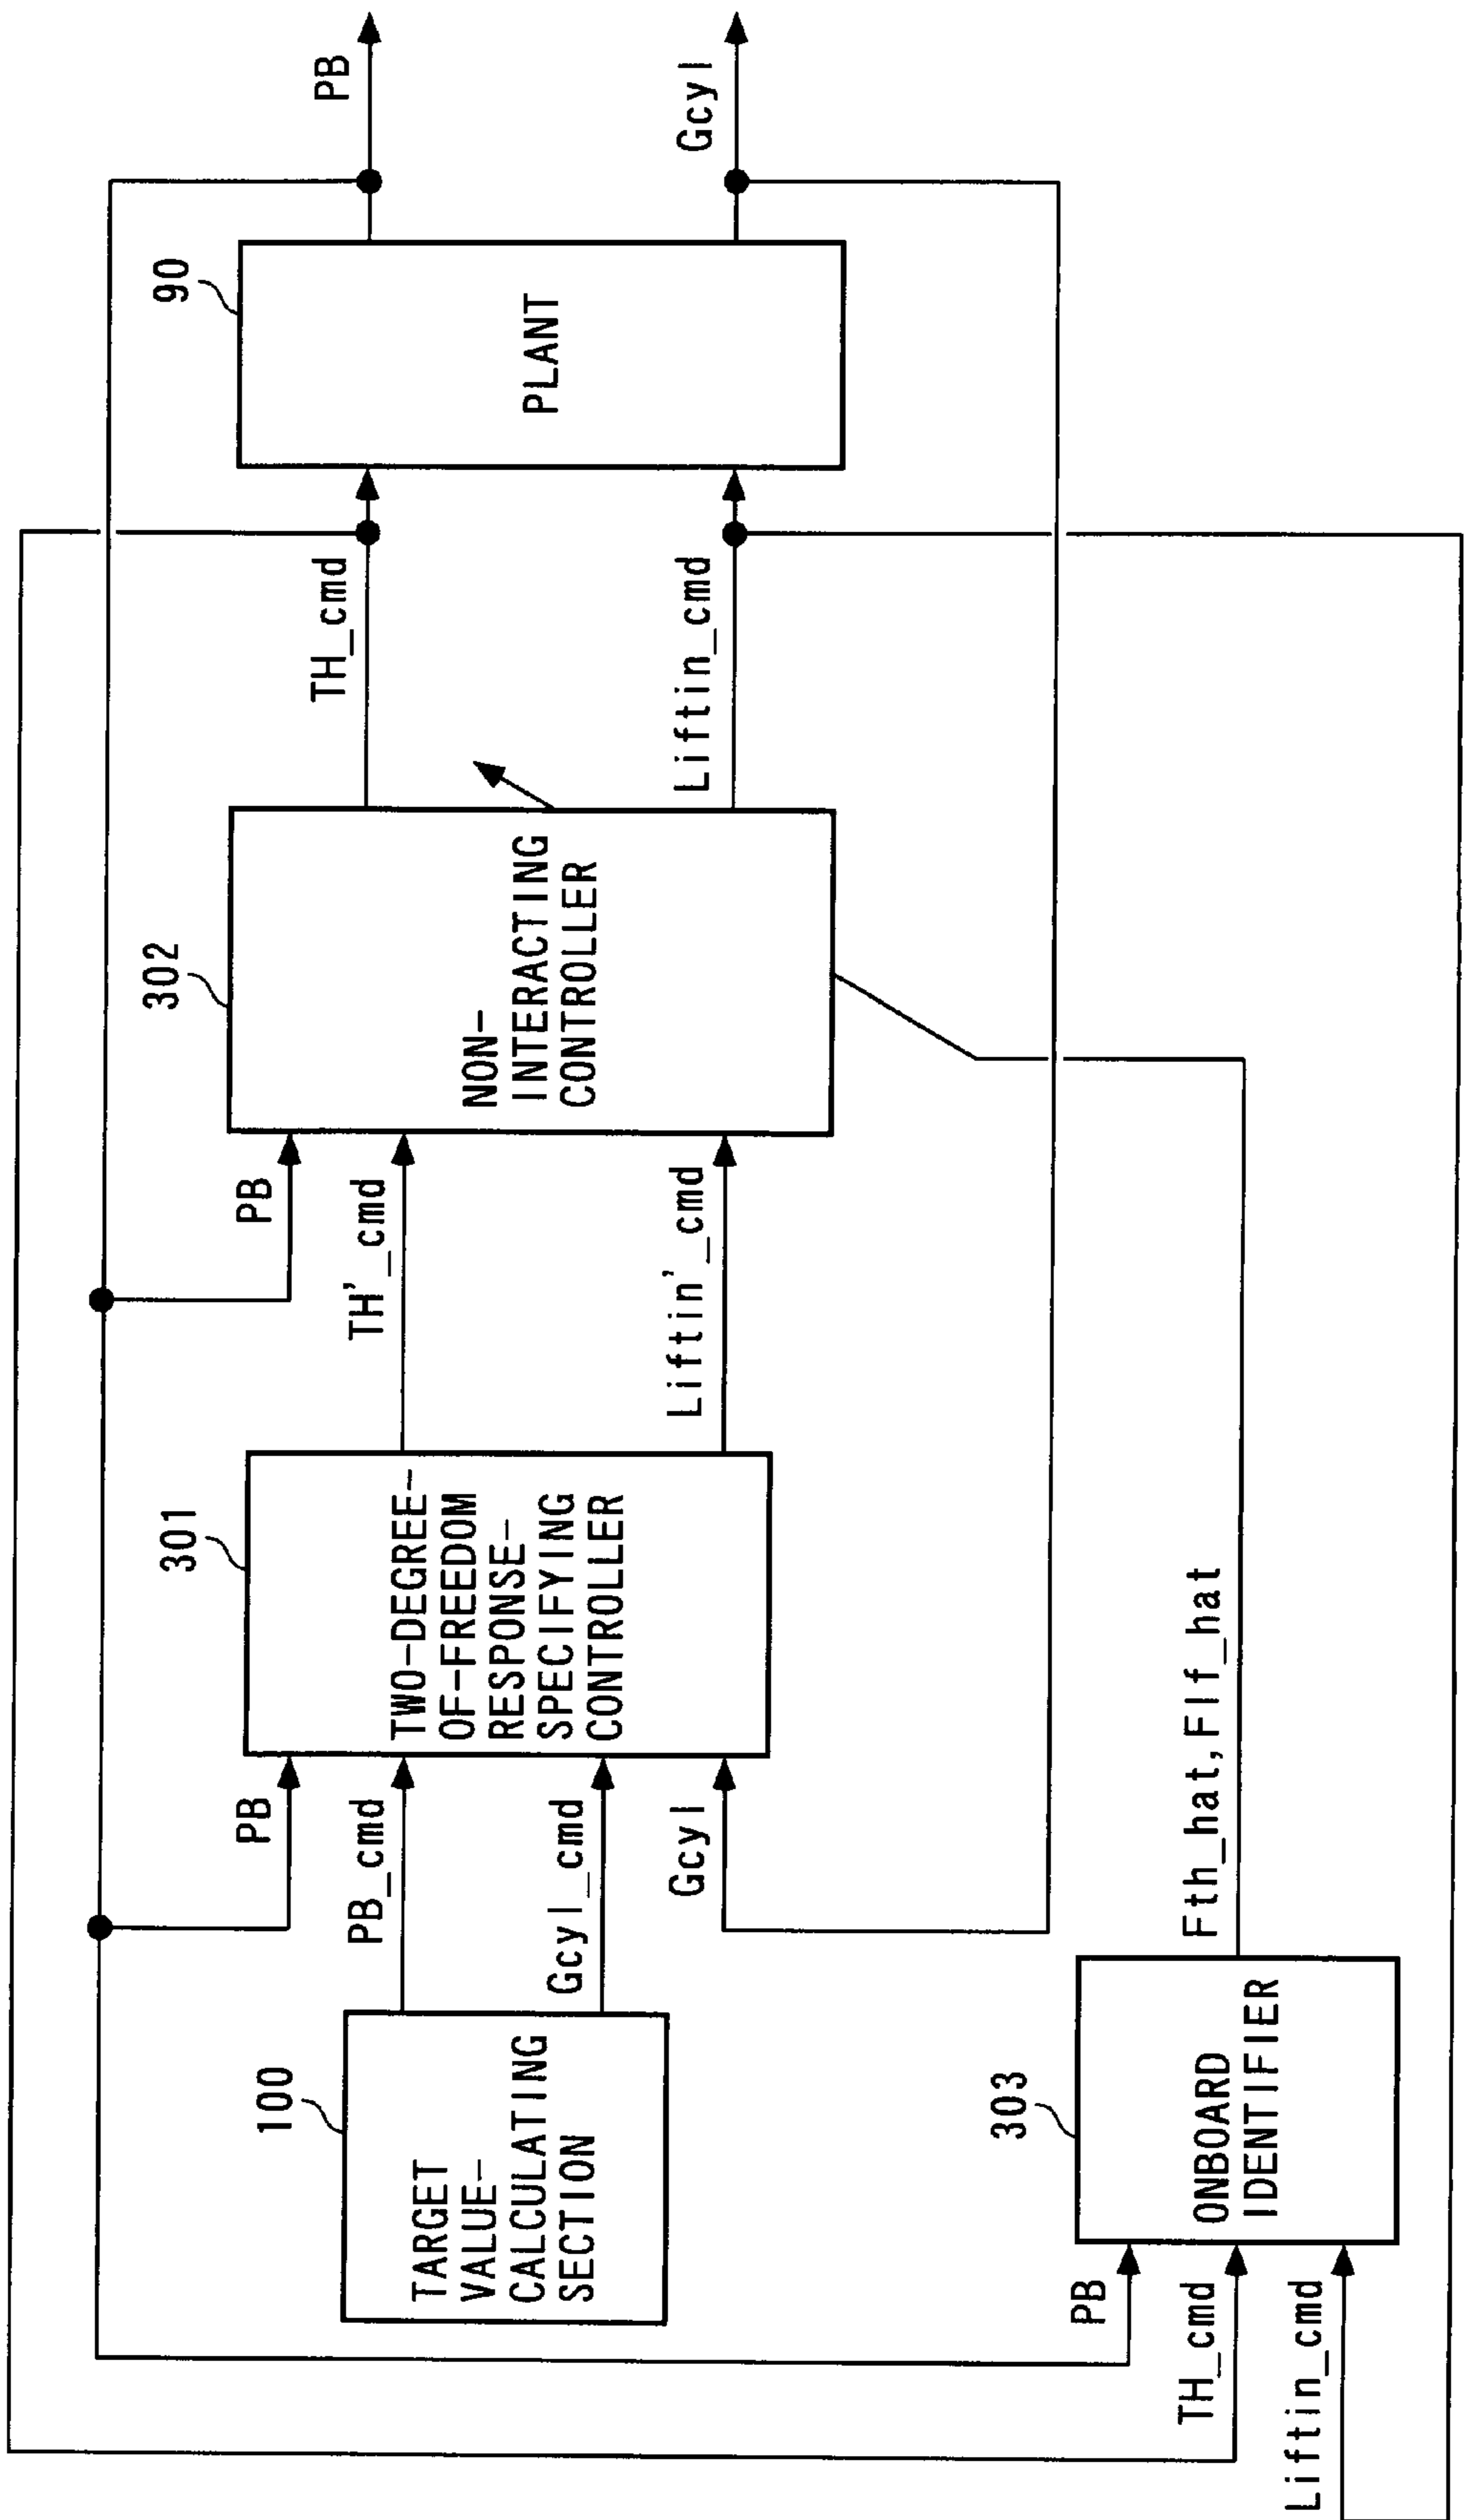 100
TARGET
VALUE-
CALCULATING
SECTION
PB
PB_cmd
Gcyl_cmd
Gcyl
301
TWO-DEGREE-
OF-FREEDOM
RESPONSE-
SPECIFYING
CONTROLLER
PB
TH'_cmd
Liftin'_cmd
302
NON-
INTERACTING
CONTROLLER
TH_cmd
Liftin_cmd
90
PLANT
PB
Gcyl
PB
TH_cmd
Liftin_cmd
303
ONBOARD
IDENTIFIER
Fth_hat,Flf_hat